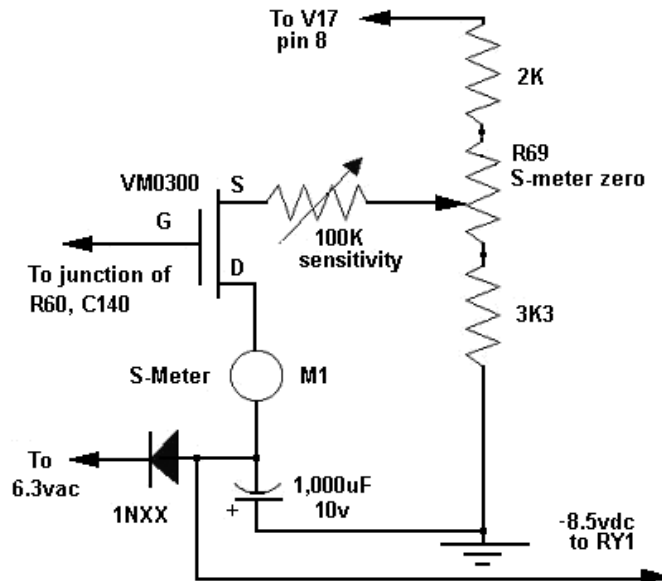 To V17
pin 8
2K
R69
S-meter zero
VM0300
S
G
100K
sensitivity
To junction of
R60, C140
D
3K3
S-Meter
M1
To
6.3vac
1NXX
+
1,000uF
10v
-8.5vdc
to RY1